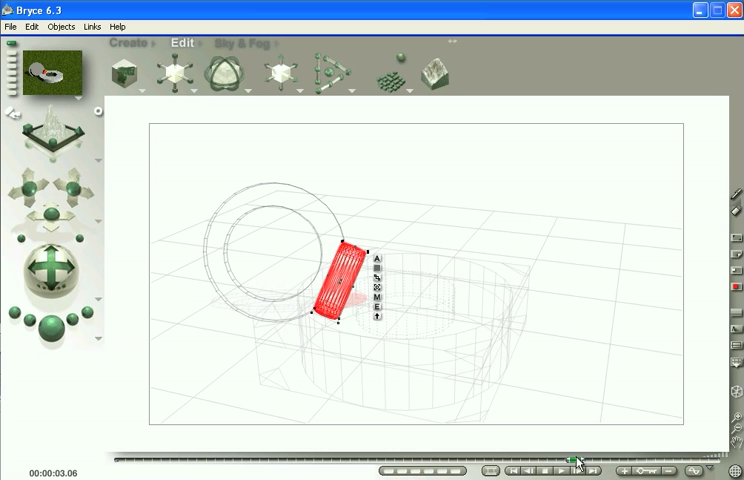 Bryce 6.3
File Edit Objects Links Help
Create Edit Sky & Fog
A
M
E
00:00:03.06